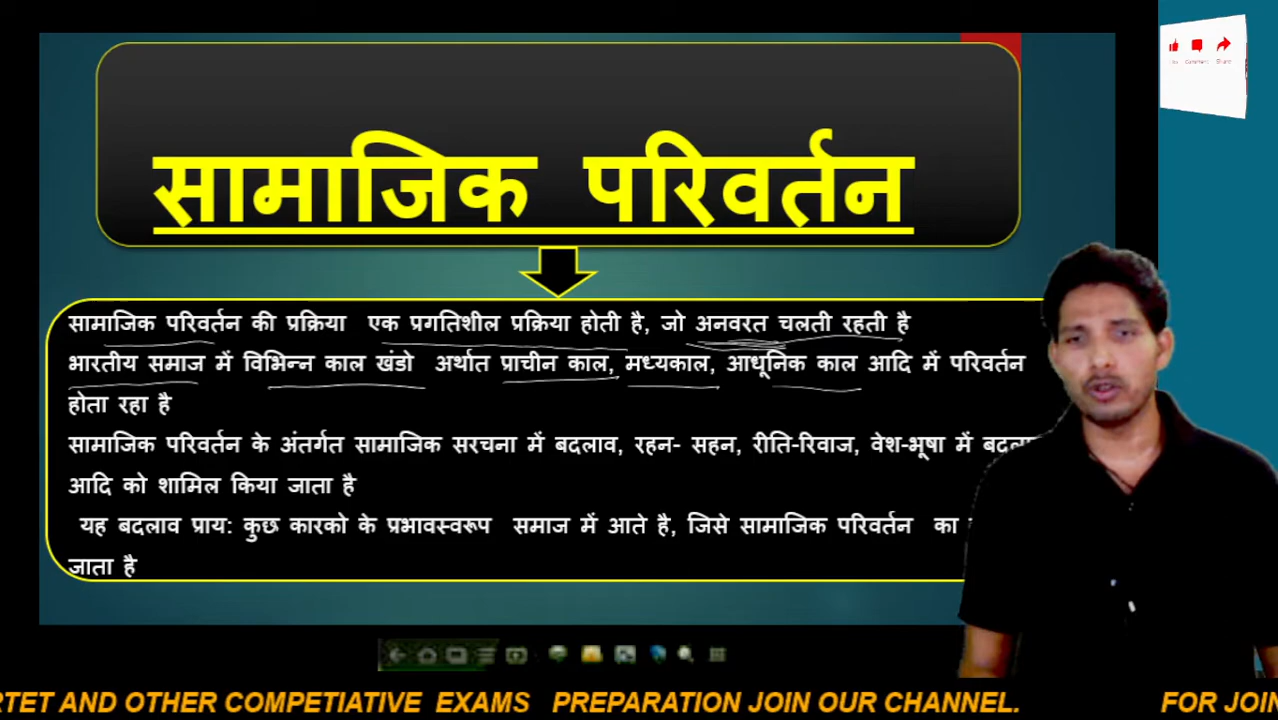 सामाजिक परिवर्तन
सामाजिक परिवर्तन की प्रक्रिया एक प्रगतिशील प्रक्रिया होती है, जो अनवरत चलती रहती है
भारतीय समाज में विभिन्न काल खंडो अर्थात प्राचीन काल, मध्यकाल, आधूनिक काल आदि में परिवर्तन
होता रहा है
सामाजिक परिवर्तन के अंतर्गत सामाजिक सरचना में बदलाव, रहन- सहन, रीति-रिवाज, वेश-भूषा में
आदि को शामिल किया जाता है
यह बदलाव प्राय: कुछ कारको के प्रभावस्वरूप समाज में आते है, जिसे सामाजिक परिवर्तन का
जाता है
RTET AND OTHER COMPETIATIVE EXAMS PREPARATION JOIN OUR CHANNEL. FOR